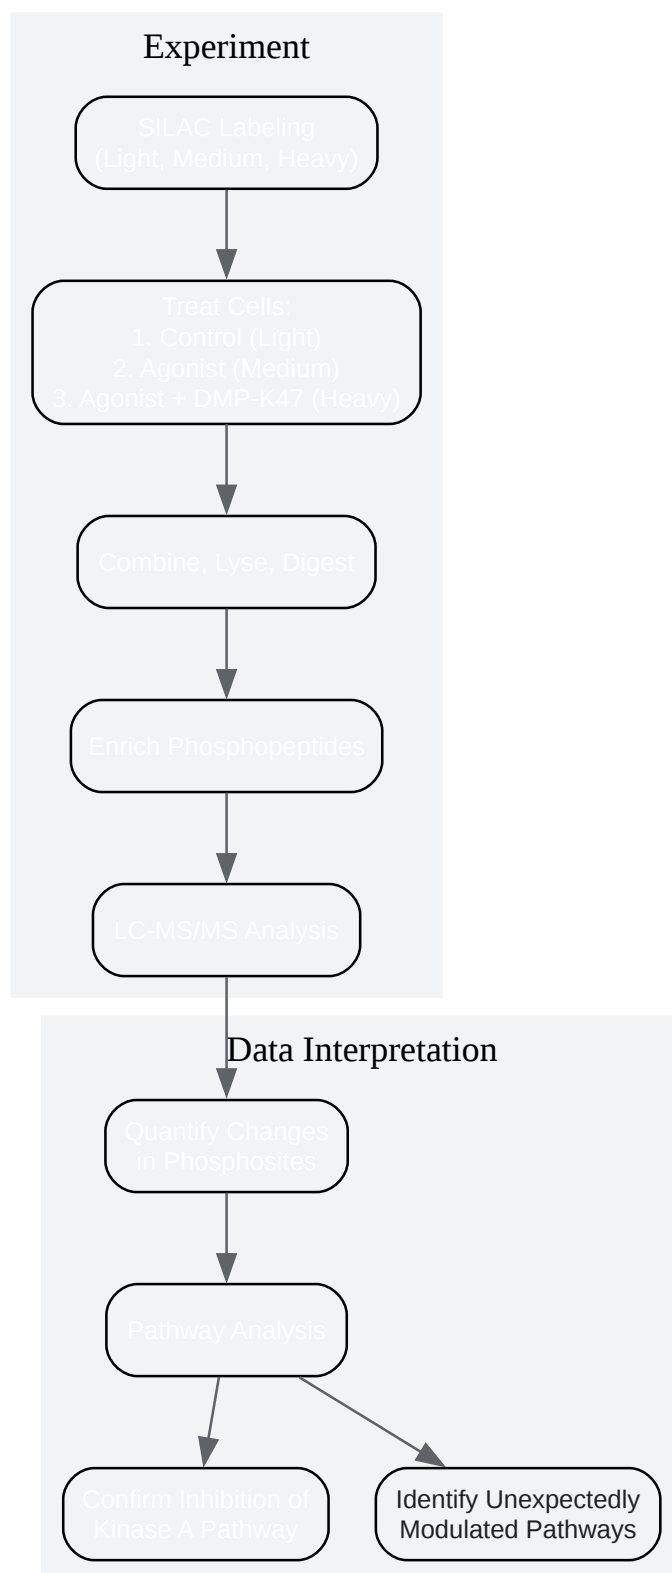 Experiment
SILAC Labeling
(Light, Medium, Heavy)
Treat Cells:
1. Control (Light)
2. Agonist (Medium)
3. Agonist + DMP-K47 (Heavy)
Combine, Lyse, Digest
Enrich Phosphopeptides
LC-MS/MS Analysis
Data Interpretation
Quantify Changes
in Phosphosites
Pathway Analysis
Confirm Inhibition of
Kinase A Pathway
Identify Unexpectedly
Modulated Pathways